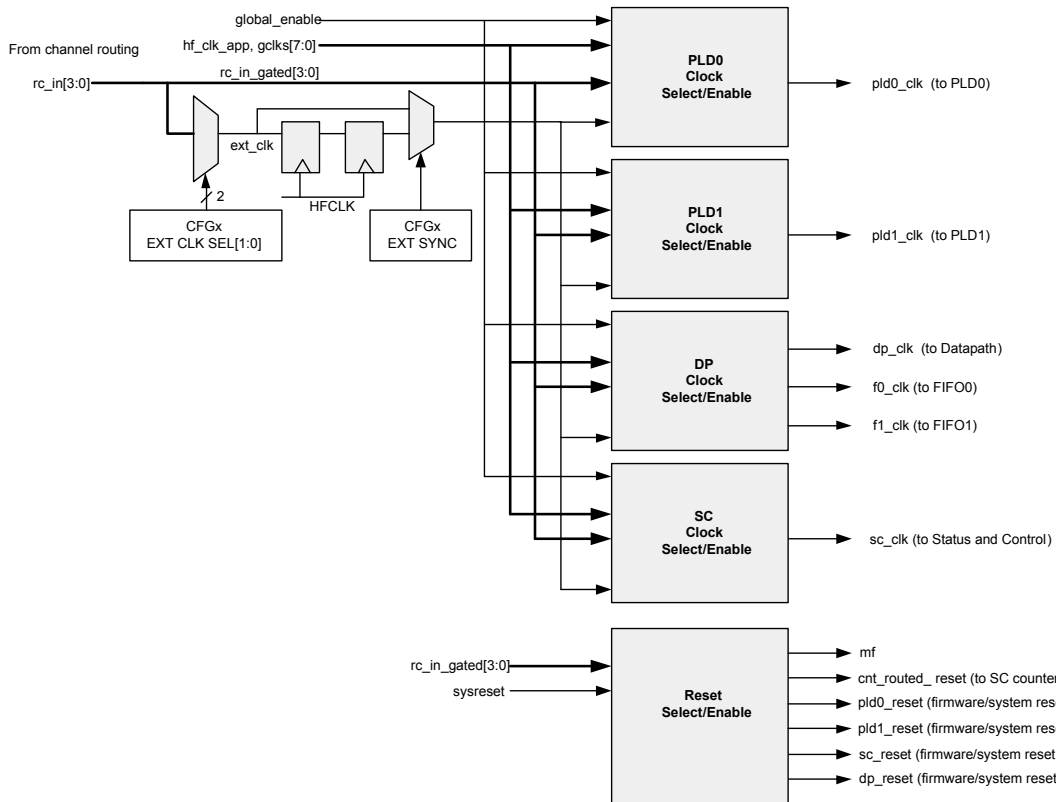 global_enable
hf_clk_app, gclks[7:0]
From channel routing
rc_in[3:0]
rc_in_gated[3:0]
PLD0
Clock
Select/Enable
pld0_clk (to PLD0)
ext_clk
2
HFCLK
CFGx
EXT CLK SEL[1:0]
CFGx
EXT SYNC
PLD1
Clock
Select/Enable
pld1_clk (to PLD1)
DP
Clock
Select/Enable
dp_clk (to Datapath)
f0_clk (to FIFO0)
f1_clk (to FIFO1)
SC
Clock
Select/Enable
sc_clk (to Status and Control)
rc_in_gated[3:0]
sysreset
Reset
Select/Enable
mf
cnt_routed_ reset (to SC counter
pld0_reset (firmware/system
pld1_reset (firmware/system
sc_reset (firmware/system reset
dp_reset (firmware/system reset